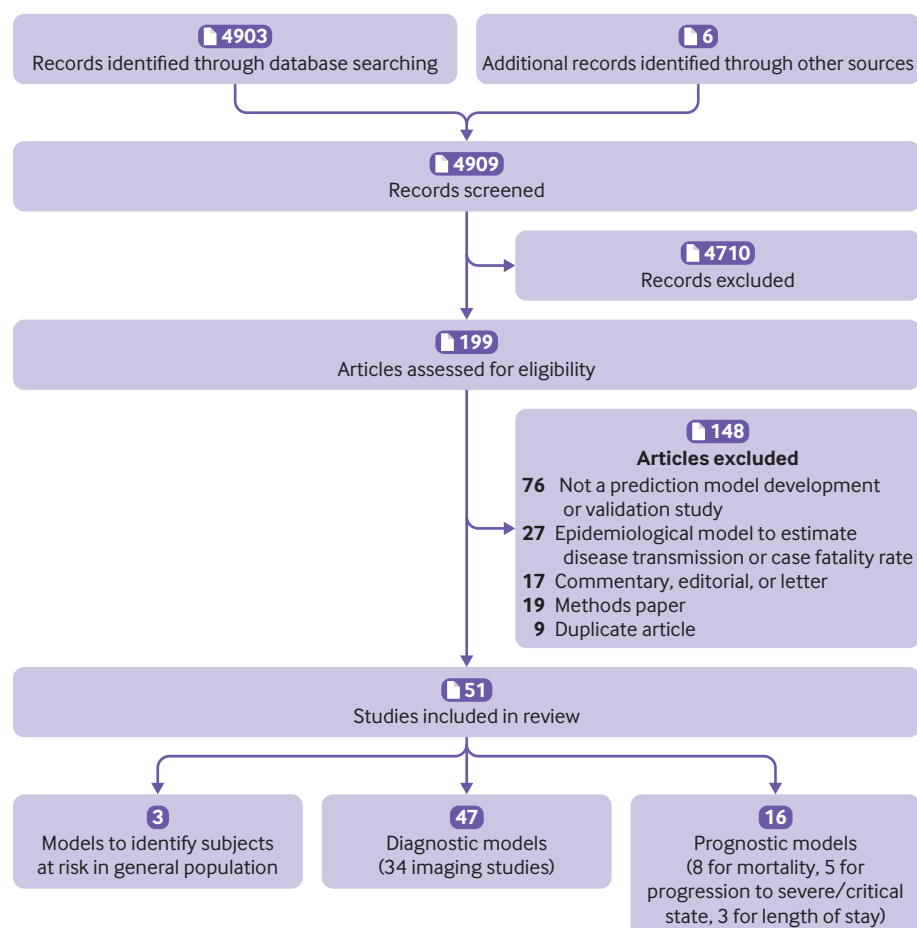 4903
Records identified through database searching
6
Additional records identified through other sources
4909
Records screened
4710
Records excluded
199
Articles assessed for eligibility
148
Articles excluded
76 Not a prediction model development
or validation study
27 Epidemiological model to estimate
disease transmission or case fatality rate
17 Commentary, editorial, or letter
19 Methods paper
9 Duplicate article
51
Studies included in review
3
Models to identify subjects
at risk in general population
47
Diagnostic models
(34 imaging studies)
16
Prognostic models
(8 for mortality, 5 for
progression to severe/critical
state, 3 for length of stay)